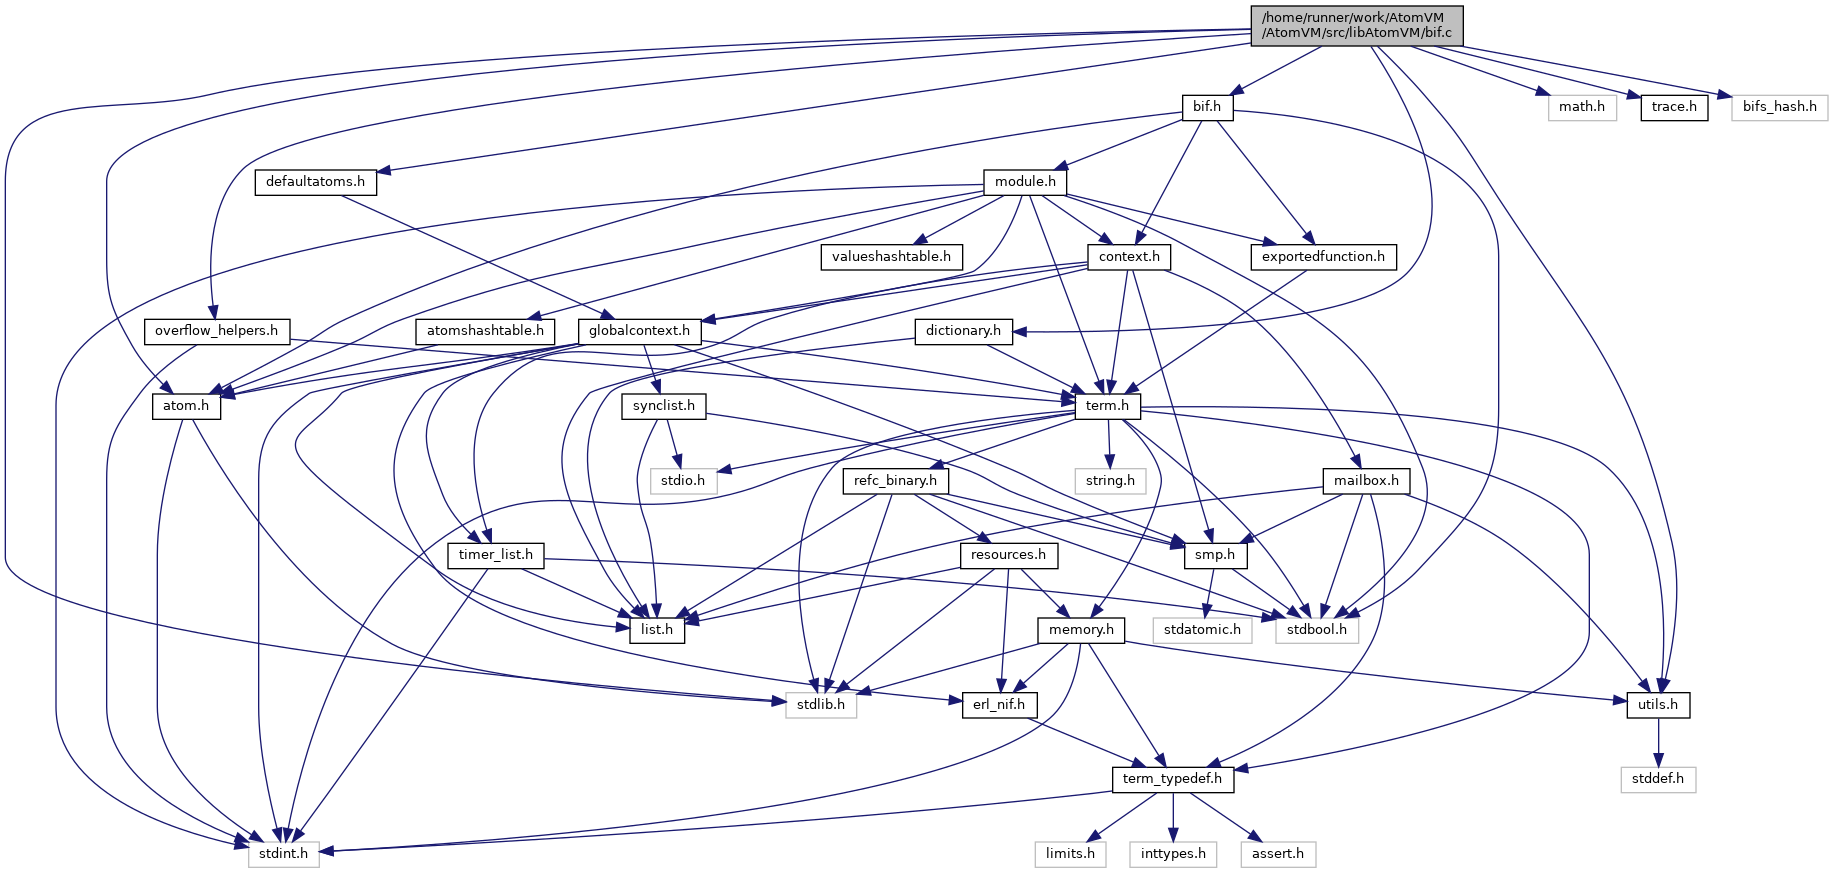 /home/runner/work/AtomVM
/AtomVM/src/libAtomVM/bif.c
bif.h
math.h
trace.h
bifs_hash.h
defaultatoms.h
module.h
valueshashtable.h
context.h
exportedfunction.h
overflow_helpers.h
atomshashtable.h
globalcontext.h
dictionary.h
atom.h
synclist.h
term.h
stdio.h
refc_binary.h
string.h
mailbox.h
timer_list.h
resources.h
smp.h
list.h
memory.h
stdatomic.h
stdbool.h
stdlib.h
erl_nif.h
utils.h
term_typedef.h
stddef.h
stdint.h
limits.h
inttypes.h
assert.h